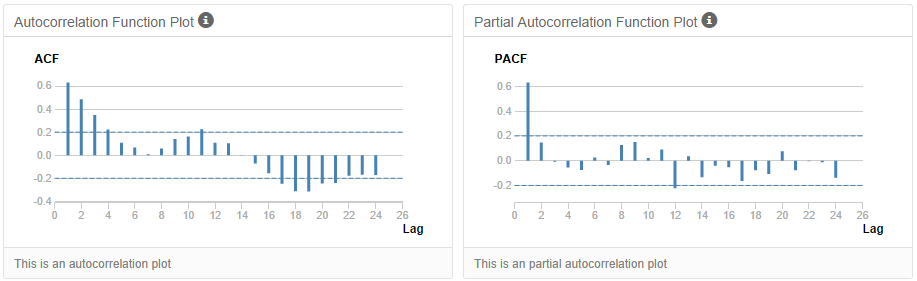 Autocorrelation Function Plot i
ACF
0.6
0.4
0.2
0.0
-0.2
-0.4
0 2 4 6 8 10 12 14 16 18 20 22 24 26
Lag
This is an autocorrelation plot
Partial Autocorrelation Function Plot i
PACF
0.6
0.4
0.2
0.0
-0.2
0 2 4 6 8 10 12 14 16 18 20 22 24 26
Lag
This is an partial autocorrelation plot